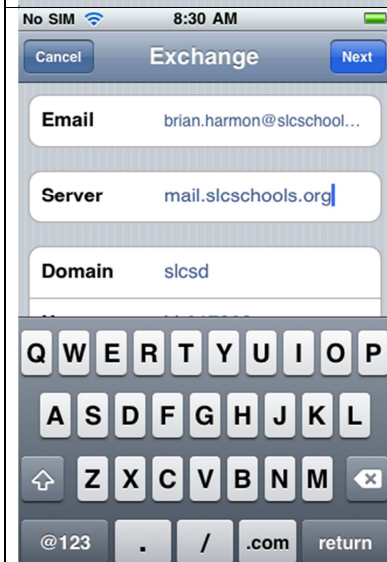 No SIM 8:30 AM
Cancel Exchange Next
Email brian.harmon@slcschool...
Server mail.slcschools.org
Domain slcsd
Q W E R T Y U I O P
A S D F G H J K L
Z X C V B N M
@123 . / .com return